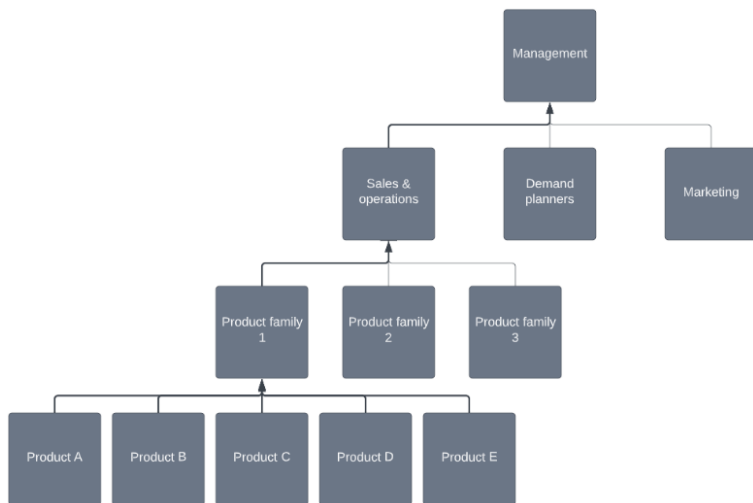 Management
Sales &
operations
Demand
planners
Marketing
Product family
1
Product family
2
Product family
3
Product A
Product B
Product C
Product D
Product E